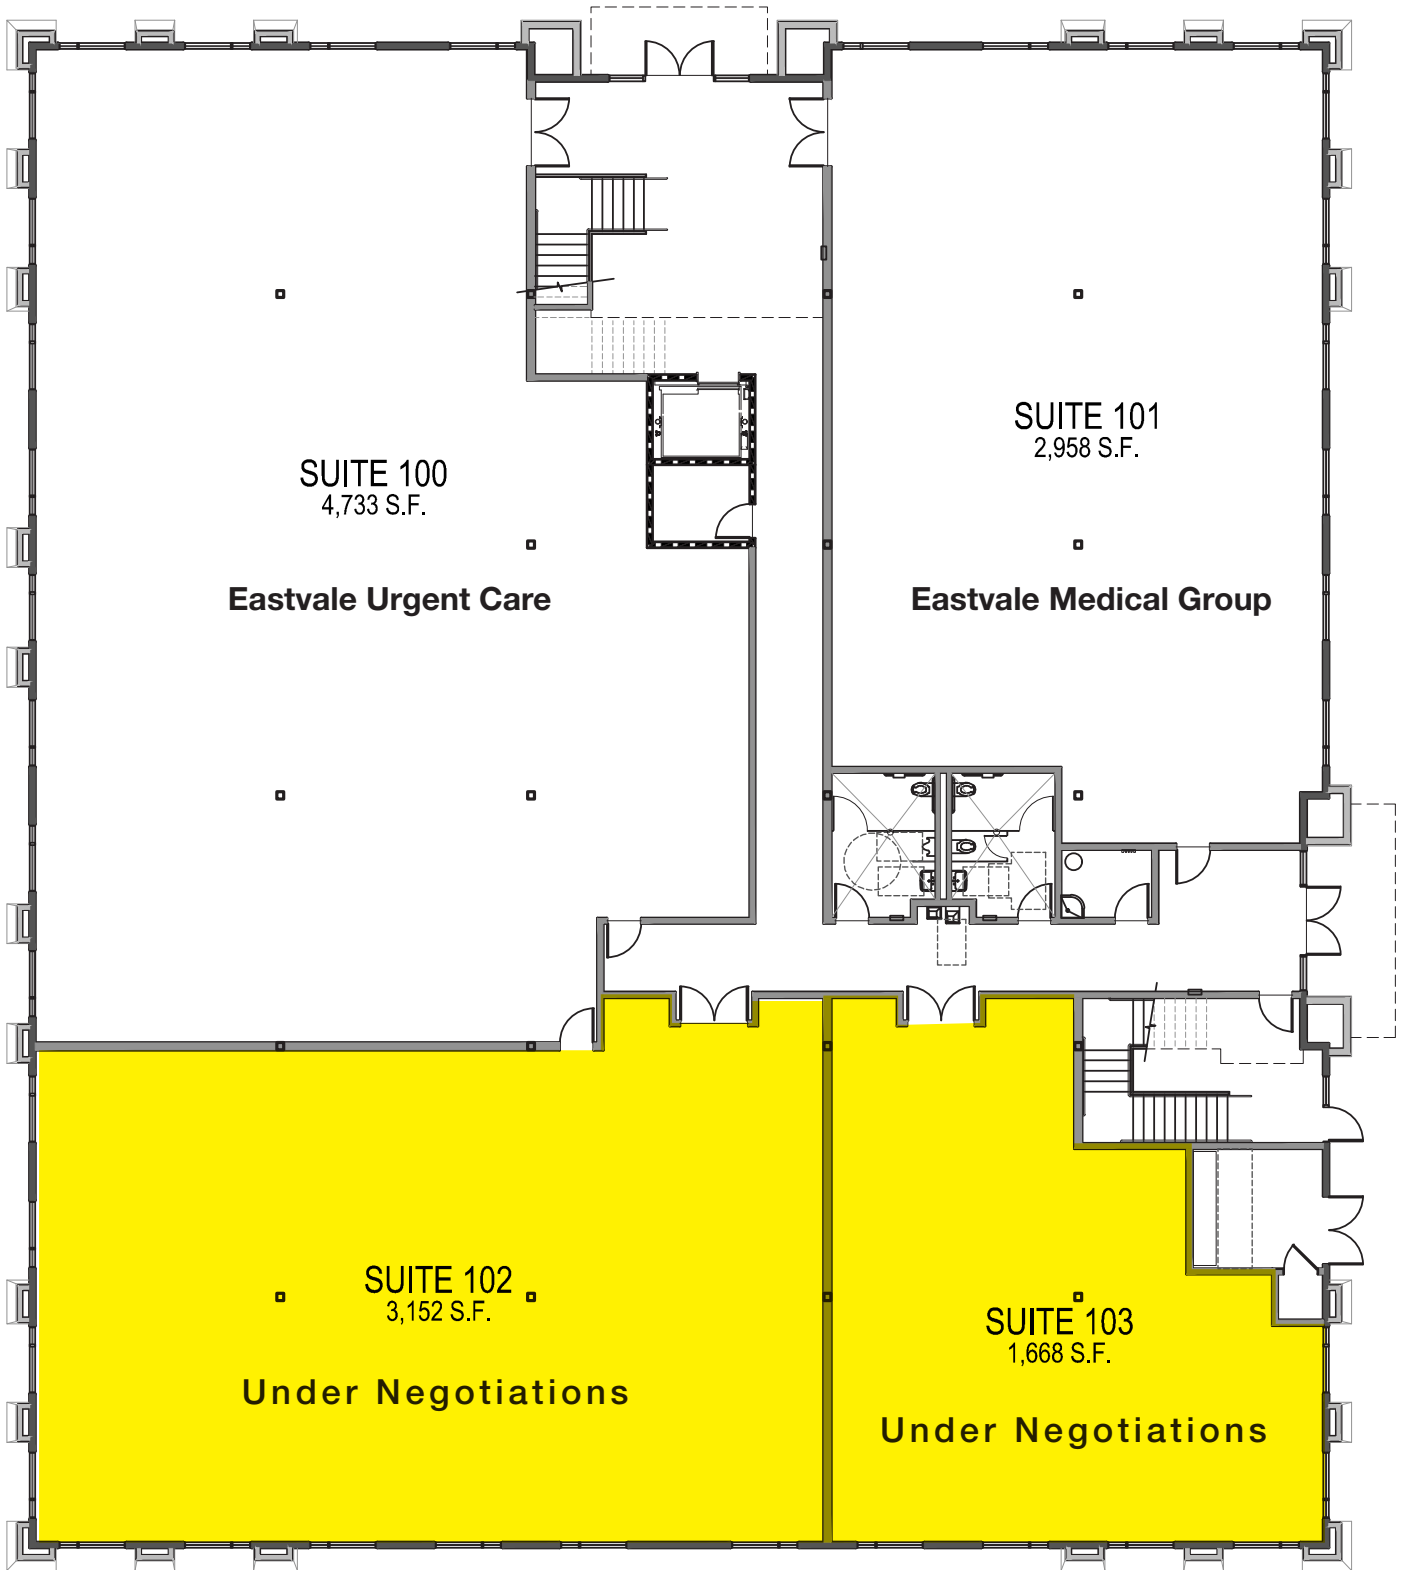 SUITE 101
2,958 S.F.
SUITE 100
4,733 S.F.
Eastvale Urgent Care
Eastvale Medical Group
SUITE 102
3,152 S.F.
SUITE 103
1,668 S.F.
Under Negotiations
Under Negotiations